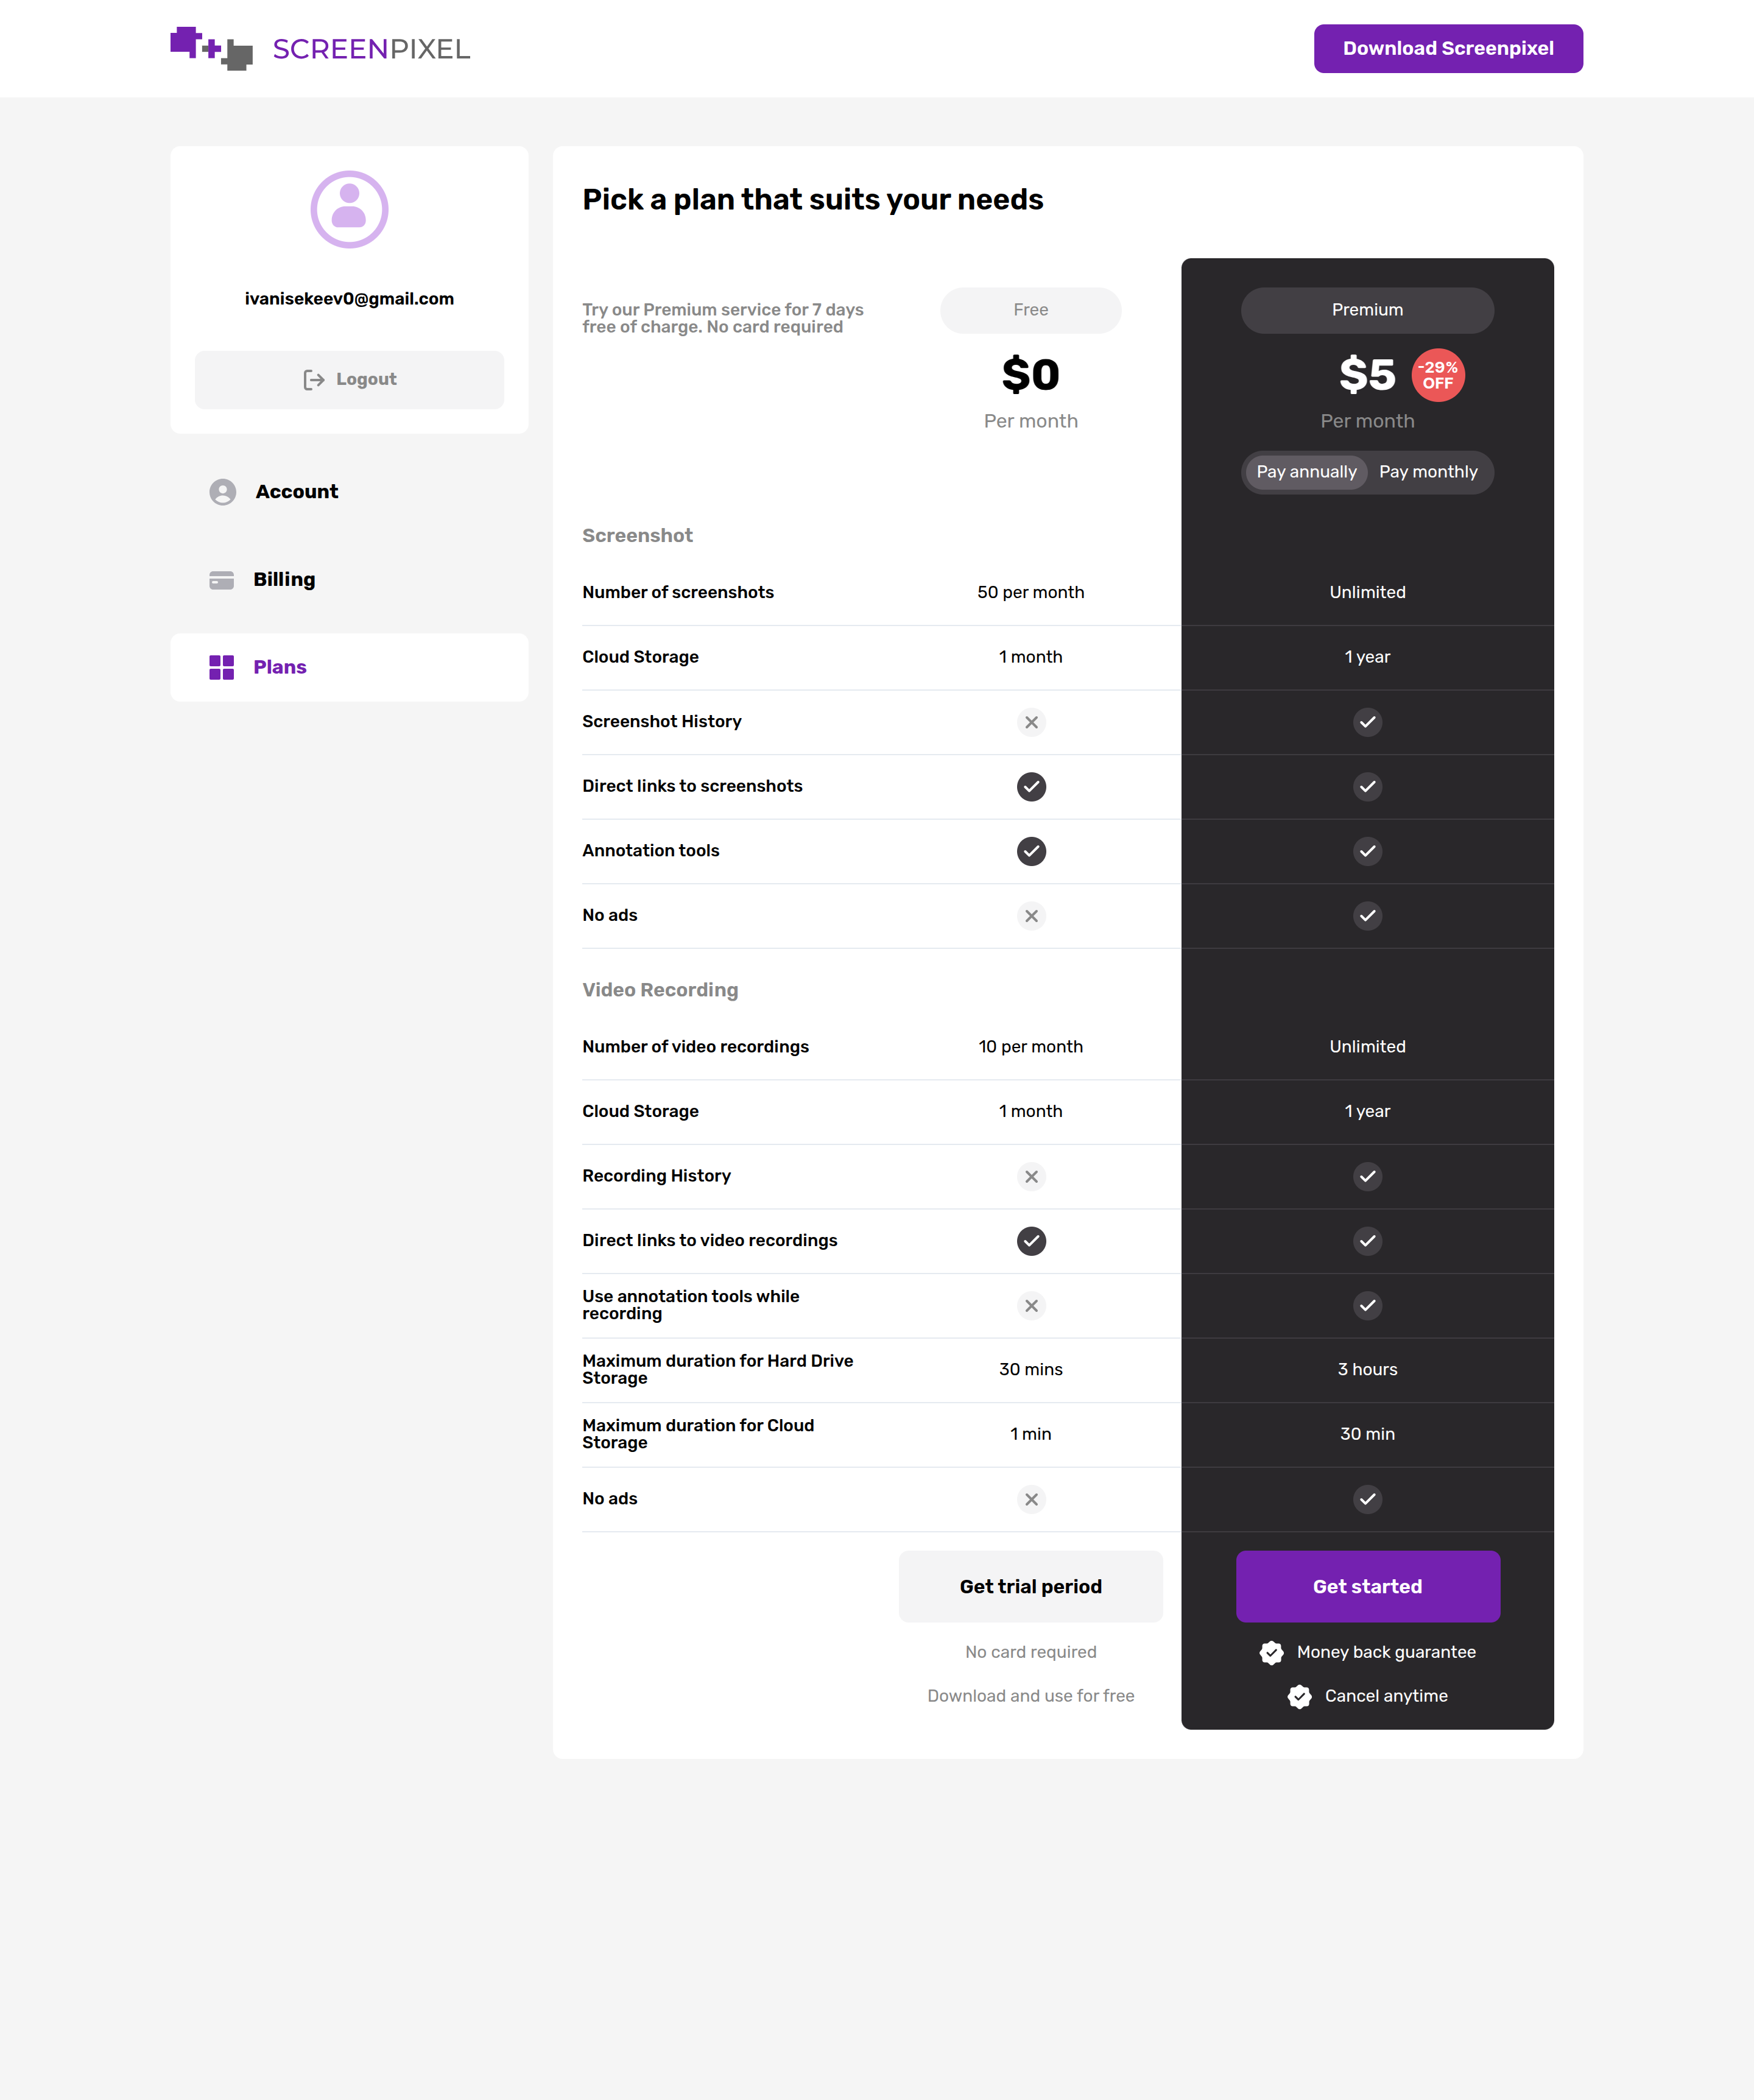 SCREENPIXEL
Download Screenpixel
ivanisekeev0@gmail.com
Logout
Account
Billing
Plans
Pick a plan that suits your needs
Try our Premium service for 7 days
free of charge. No card required
Free
$0
Per month
Premium
$5
-29%
OFF
Per month
Pay annually
Pay monthly
Screenshot
Number of screenshots
50 per month
Unlimited
Cloud Storage
1 month
1 year
Screenshot History
Direct links to screenshots
Annotation tools
No ads
Video Recording
Number of video recordings
10 per month
Unlimited
Cloud Storage
1 month
1 year
Recording History
Direct links to video recordings
Use annotation tools while
recording
Maximum duration for Hard Drive
Storage
30 mins
3 hours
Maximum duration for Cloud
Storage
1 min
30 min
No ads
Get trial period
No card required
Download and use for free
Get started
Money back guarantee
Cancel anytime